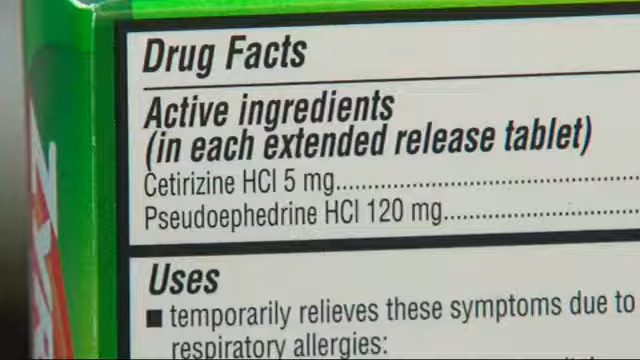 Drug Facts
Active ingredients
(in each extended release tablet)
Cetirizine HCl 5 mg................................
Pseudoephedrine HCl 120 mg.....................
Uses
■ temporarily relieves these symptoms due to
respiratory allergies: